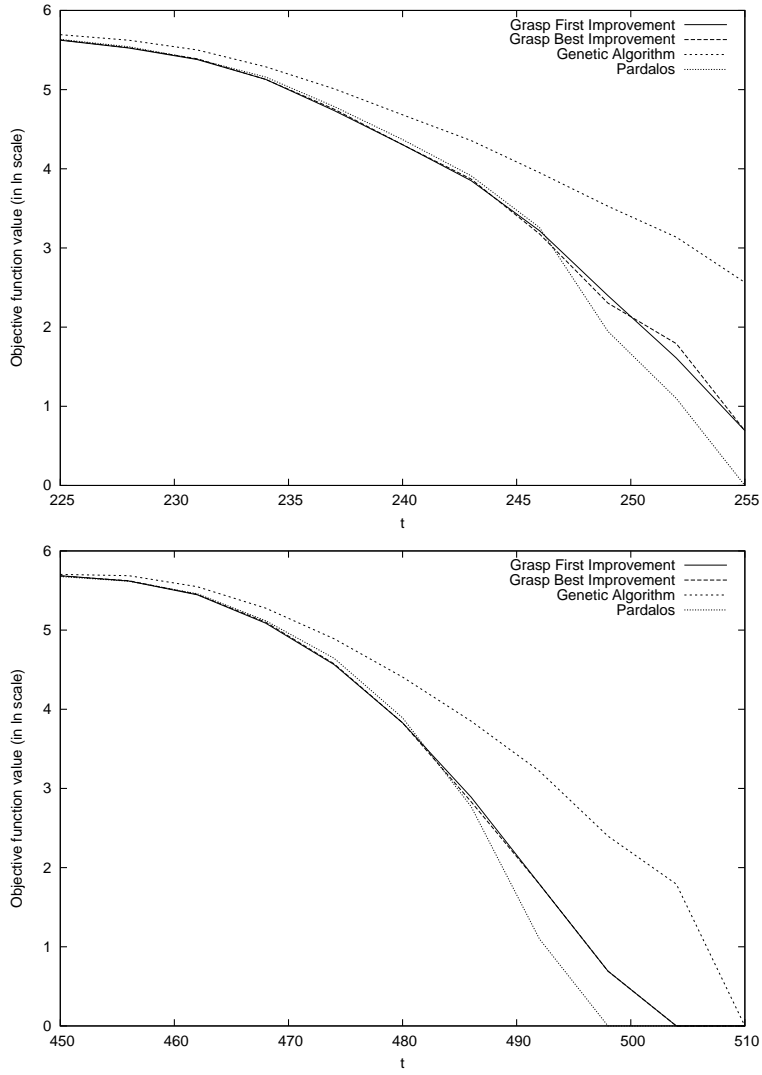 6
5
4
3
2
1
0
Objective function value (in ln scale)
Grasp First Improvement
Grasp Best Improvement
Genetic Algorithm
Pardalos
225 230 235 240 245 250 255
t
6
5
4
3
2
1
0
Objective function value (in ln scale)
Grasp First Improvement
Grasp Best Improvement
Genetic Algorithm
Pardalos
450 460 470 480 490 500 510
t